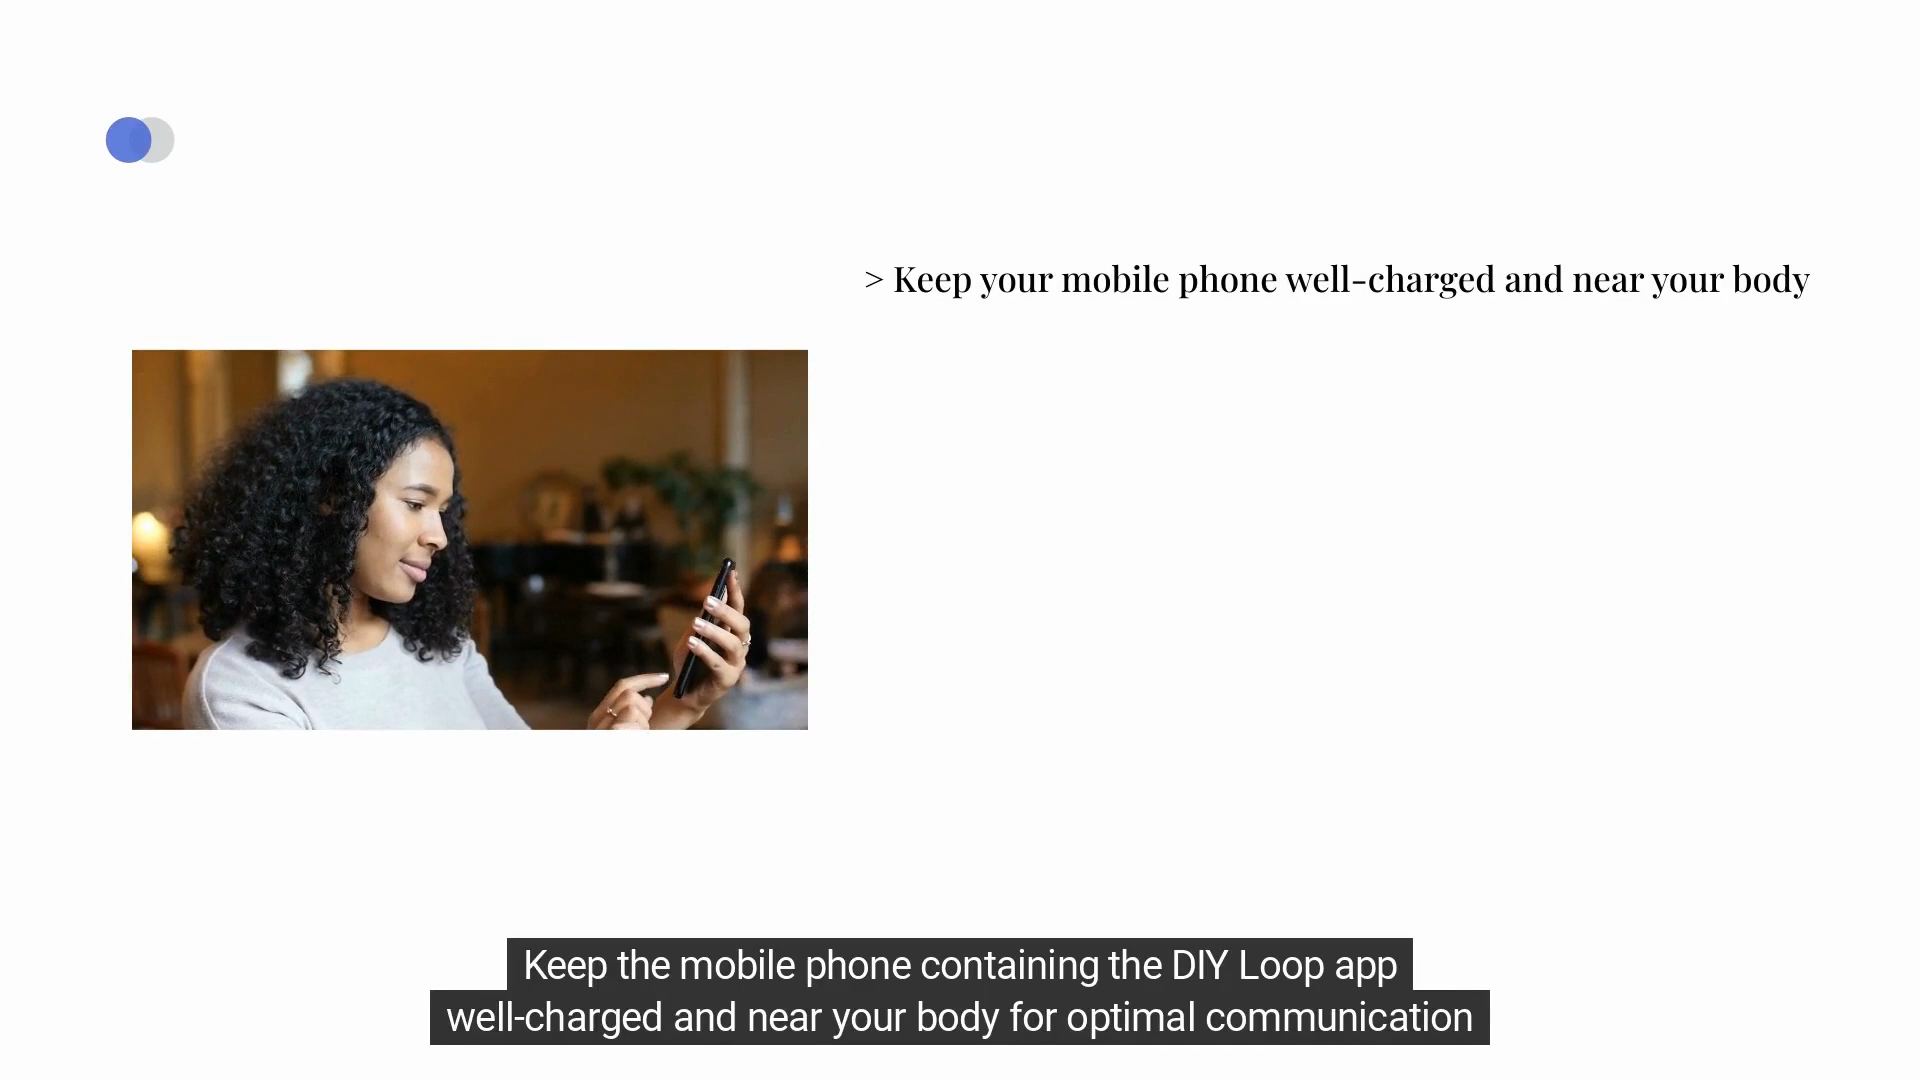 > Keep your mobile phone well-charged and near your body
Keep the mobile phone containing the DIY Loop app
well-charged and near your body for optimal communication